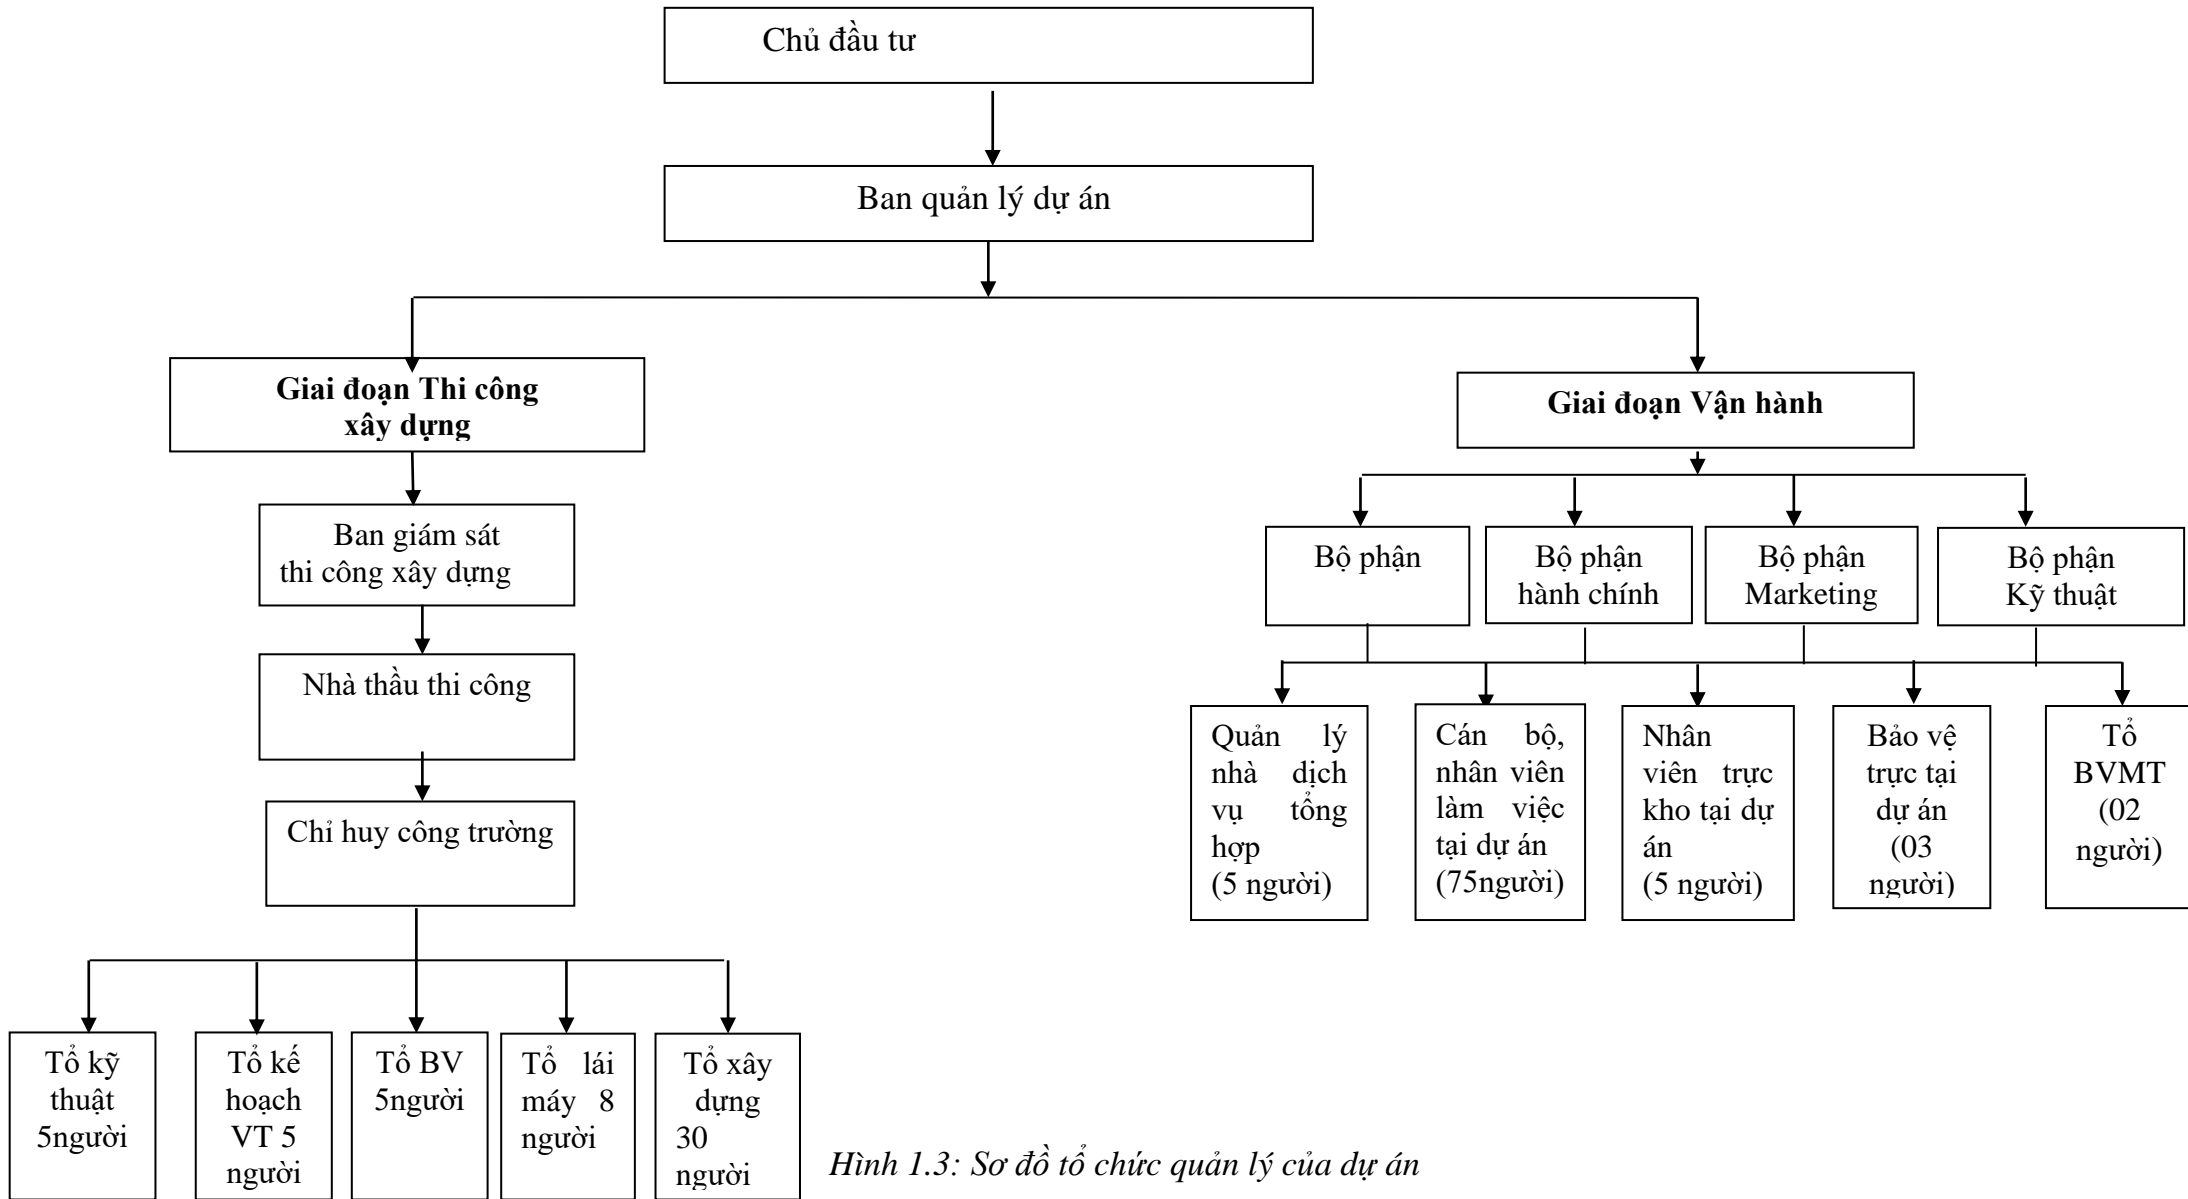 Chủ đầu tư
Ban quản lý dự án
Giai đoạn Thi công
xây dựng
Giai đoạn Vận hành
Ban giám sát
thi công xây dựng
Nhà thầu thi công
Chỉ huy công trường
Bộ phận
Bộ phận
hành chính
Bộ phận
Marketing
Bộ phận
Kỹ thuật
Quản lý
nhà dịch
vụ tổng
hợp
(5 người)
Cán bộ,
nhân viên
làm việc
tại dự án
(75người)
Nhân
viên trực
kho tại dự
án
(5 người)
Bảo vệ
trực tại
dự án
(03
người)
Tổ
BVMT
(02
người)
Tổ kỹ
thuật
5người
Tổ kế
hoạch
VT 5
người
Tổ BV
5người
Tổ lái
máy 8
người
Tổ xây
dựng
30
người
Hình 1.3: Sơ đồ tổ chức quản lý của dự án